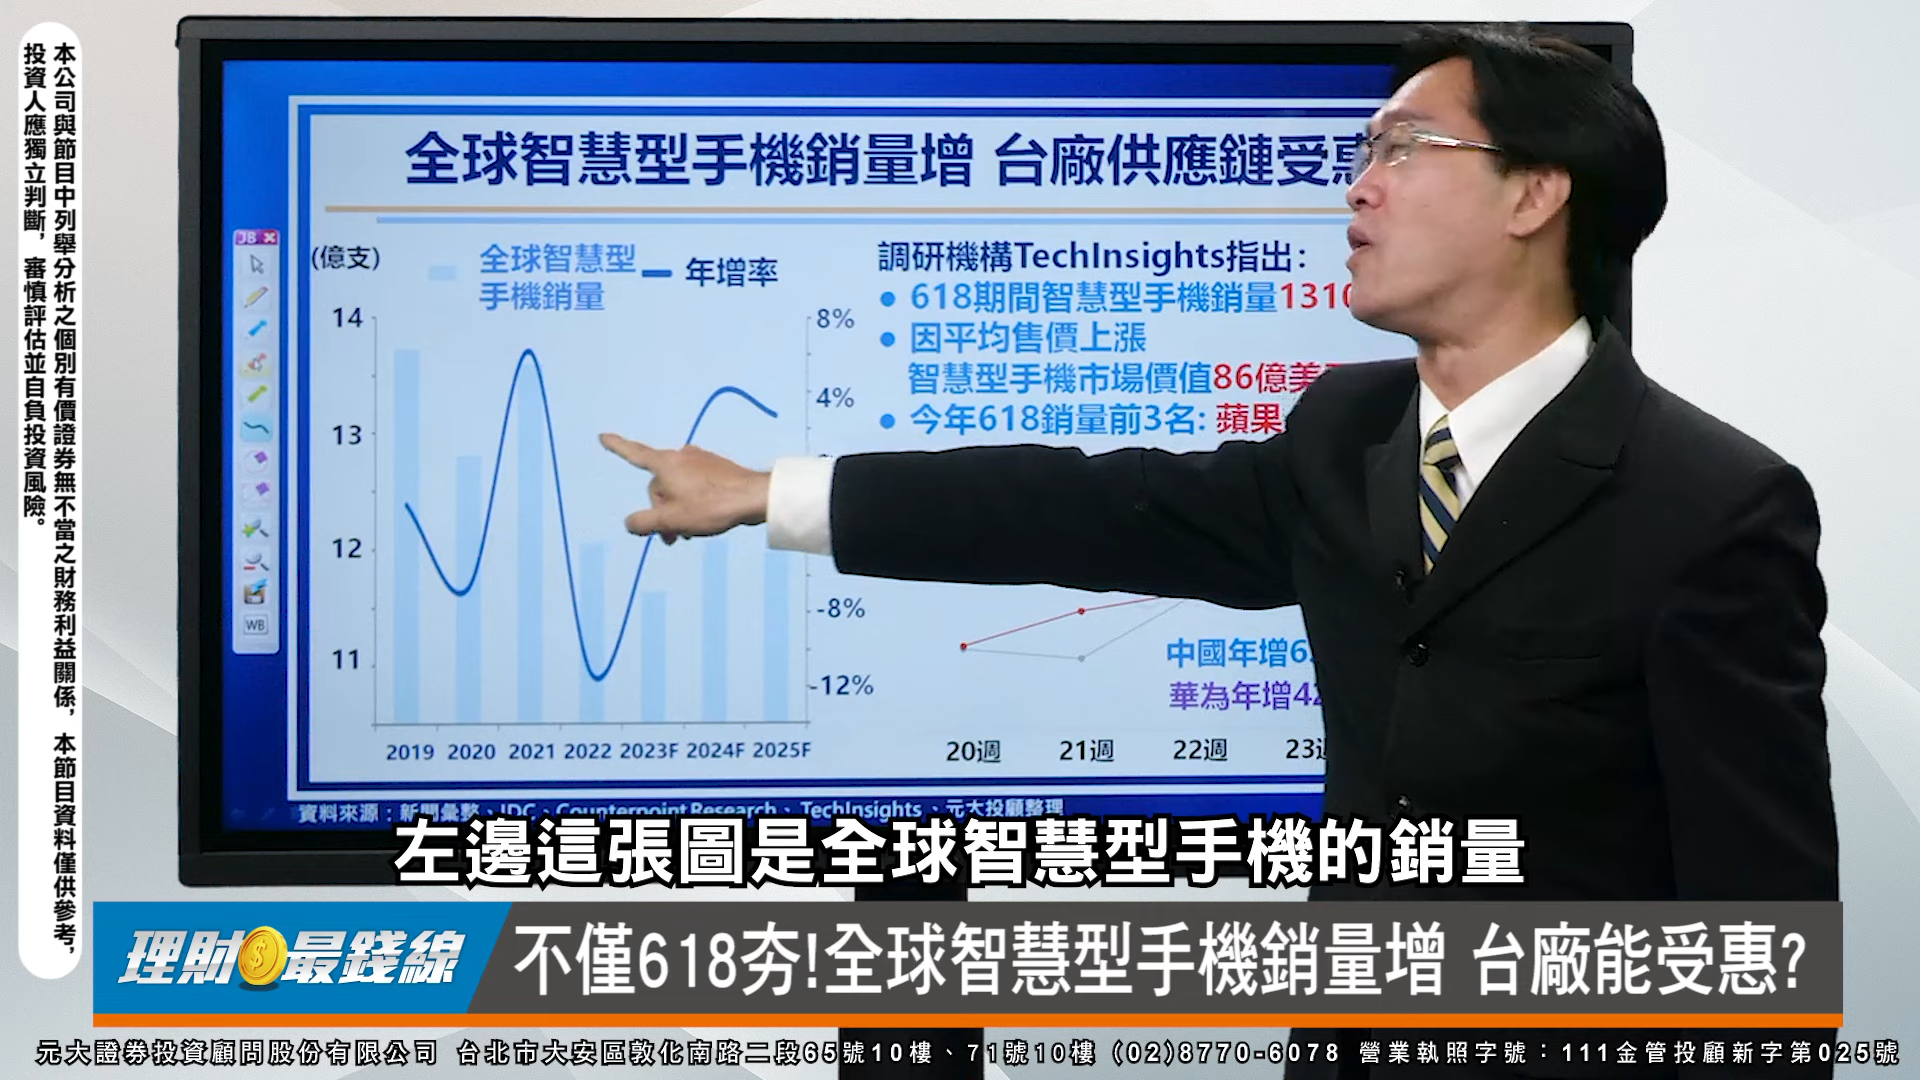 本公司與節目中列舉分析之個別有價證券無不當之財務利益關係，本節目資料僅供參考，
投資人應獨立判斷，審慎評估並自負投資風險。
全球智慧型手機銷量增 台廠供應鏈受惠
JB
WB
(億支)
全球智慧型
手機銷量
年增率
14
13
12
11
8%
4%
-8%
-12%
2019 2020 2021 2022 2023F 2024F 2025F
調研機構TechInsights指出：
• 618期間智慧型手機銷量1310
• 因平均售價上漲
智慧型手機市場價值86億美
• 今年618銷量前3名: 蘋果
中國年增6
華為年增42
20週 21週 22週 23週
資料來源：新聞彙整、IDC、Counterpoint Research、TechInsights、元大投顧整理
左邊這張圖是全球智慧型手機的銷量
理財最錢線
不僅618夯!全球智慧型手機銷量增 台廠能受惠?
元大證券投資顧問股份有限公司 台北市大安區敦化南路二段65號10樓、71號10樓 (02)8770-6078 營業執照字號：111金管投顧新字第025號